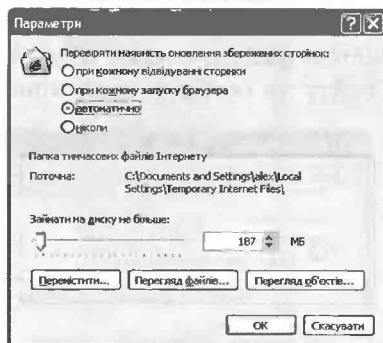 Параметри
Перевіряти наявність оновлення збережених сторінок:
при кожному відвідуванні сторінки
при кожному запуску браузера
автоматично
ніколи
Папка тимчасових файлів Інтернету
Поточна: C:\Documents and Settings\alex\Local
Settings\Temporary Internet Files\
Зайняти на диску не більше:
187 МБ
Перемістити... Перегляд файлів... Перегляд об'єктів...
ОК Скасувати